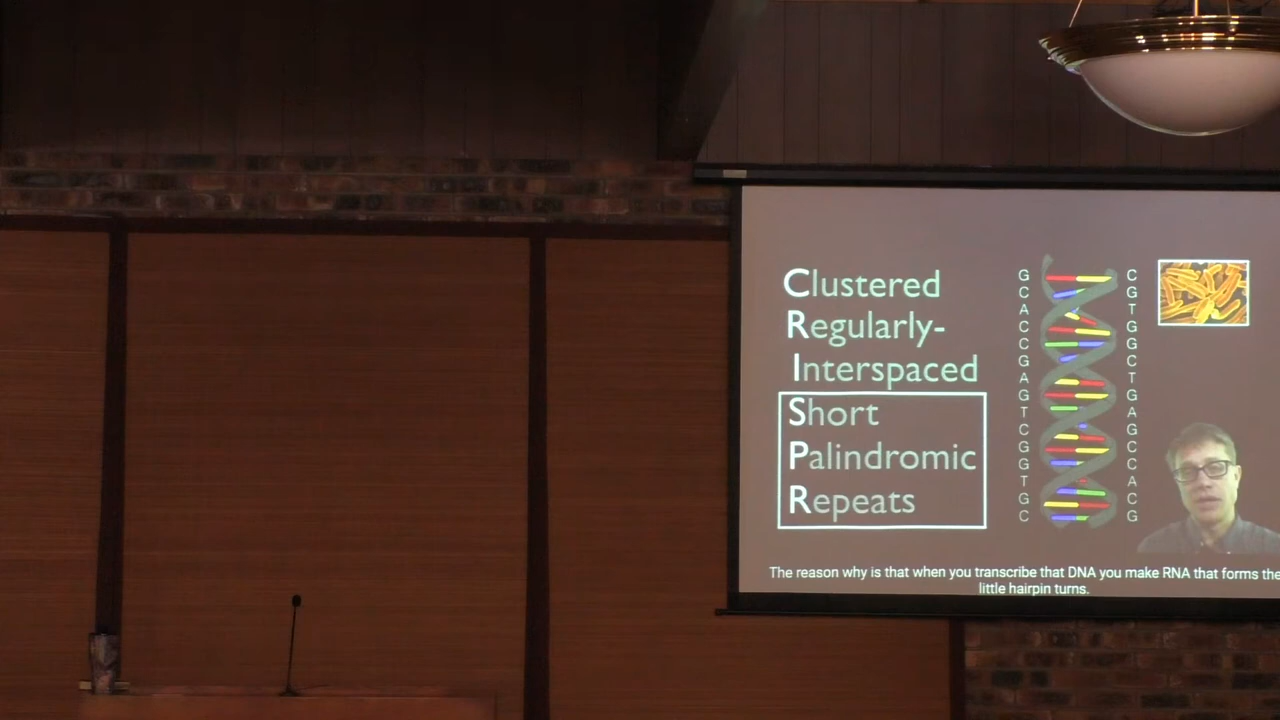 Clustered
Regularly-
Interspaced
Short
Palindromic
Repeats
G
C
A
C
C
G
A
G
T
C
G
G
T
G
C
C
G
T
G
G
C
T
G
A
G
C
C
A
C
G
The reason why is that when you transcribe that DNA you make RNA that forms the
little hairpin turns.